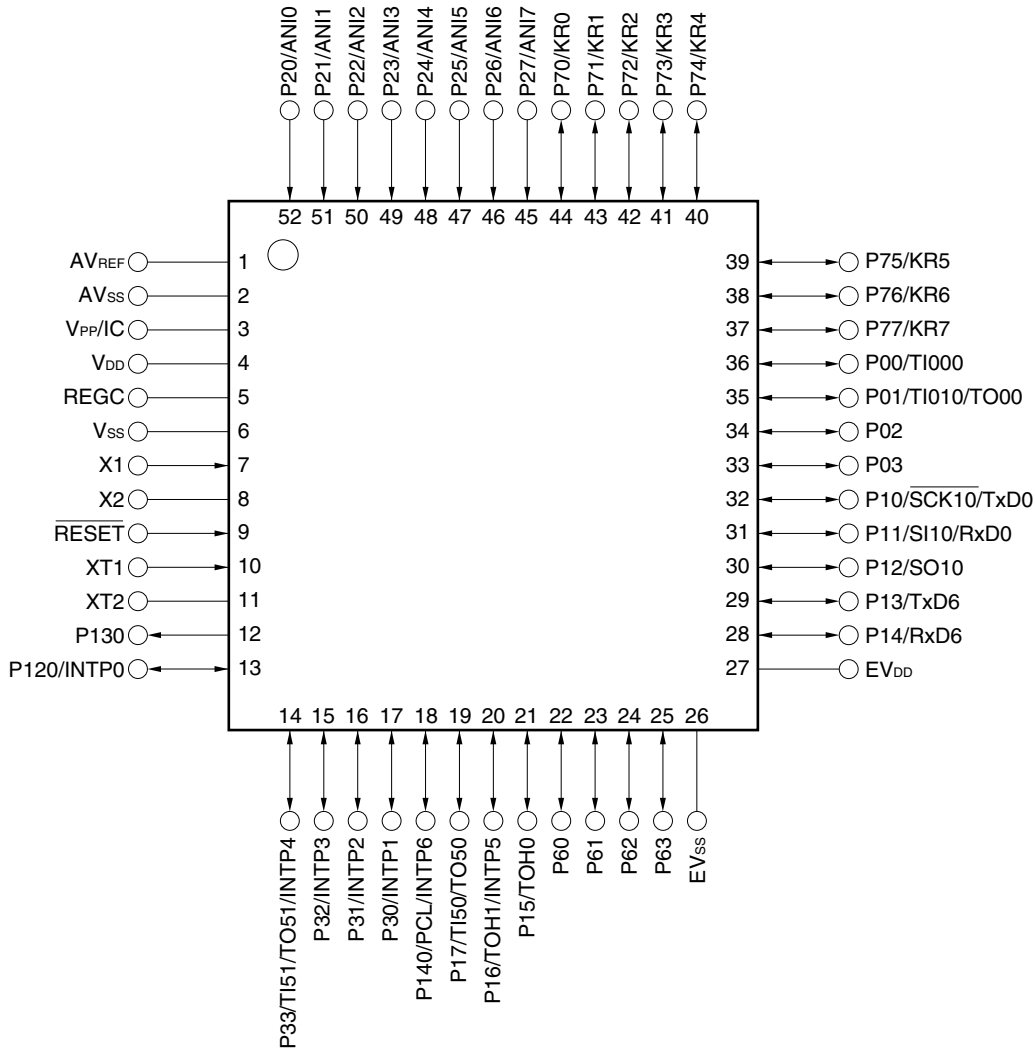 P20/ANI0
P21/ANI1
P22/ANI2
P23/ANI3
P24/ANI4
P25/ANI5
P26/ANI6
P27/ANI7
P70/KR0
P71/KR1
P72/KR2
P73/KR3
P74/KR4
52 51 50 49 48 47 46 45 44 43 42 41 40
AVREF 1
AVSS 2
VPP/IC 3
VDD 4
REGC 5
VSS 6
X1 7
X2 8
RESET 9
XT1 10
XT2 11
P130 12
P120/INTP0 13
39 P75/KR5
38 P76/KR6
37 P77/KR7
36 P00/TI000
35 P01/TI010/TO00
34 P02
33 P03
32 P10/SCK10/TxD0
31 P11/SI10/RxD0
30 P12/SO10
29 P13/TxD6
28 P14/RxD6
27 EVDD
14 15 16 17 18 19 20 21 22 23 24 25 26
P33/TI51/TO51/INTP4
P32/INTP3
P31/INTP2
P30/INTP1
P140/PCL/INTP6
P17/TI50/TO50
P16/TOH1/INTP5
P15/TOH0
P60
P61
P62
P63
EVSS